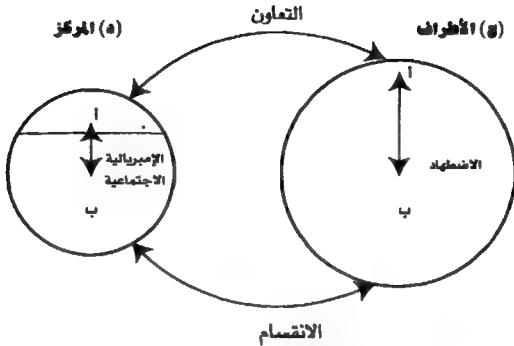 التعاون
(ج) الأطراف
(د) المركز
أ
أ
الاضطهاد
الإمبريالية
الاجتماعية
ب
ب
الانقسام